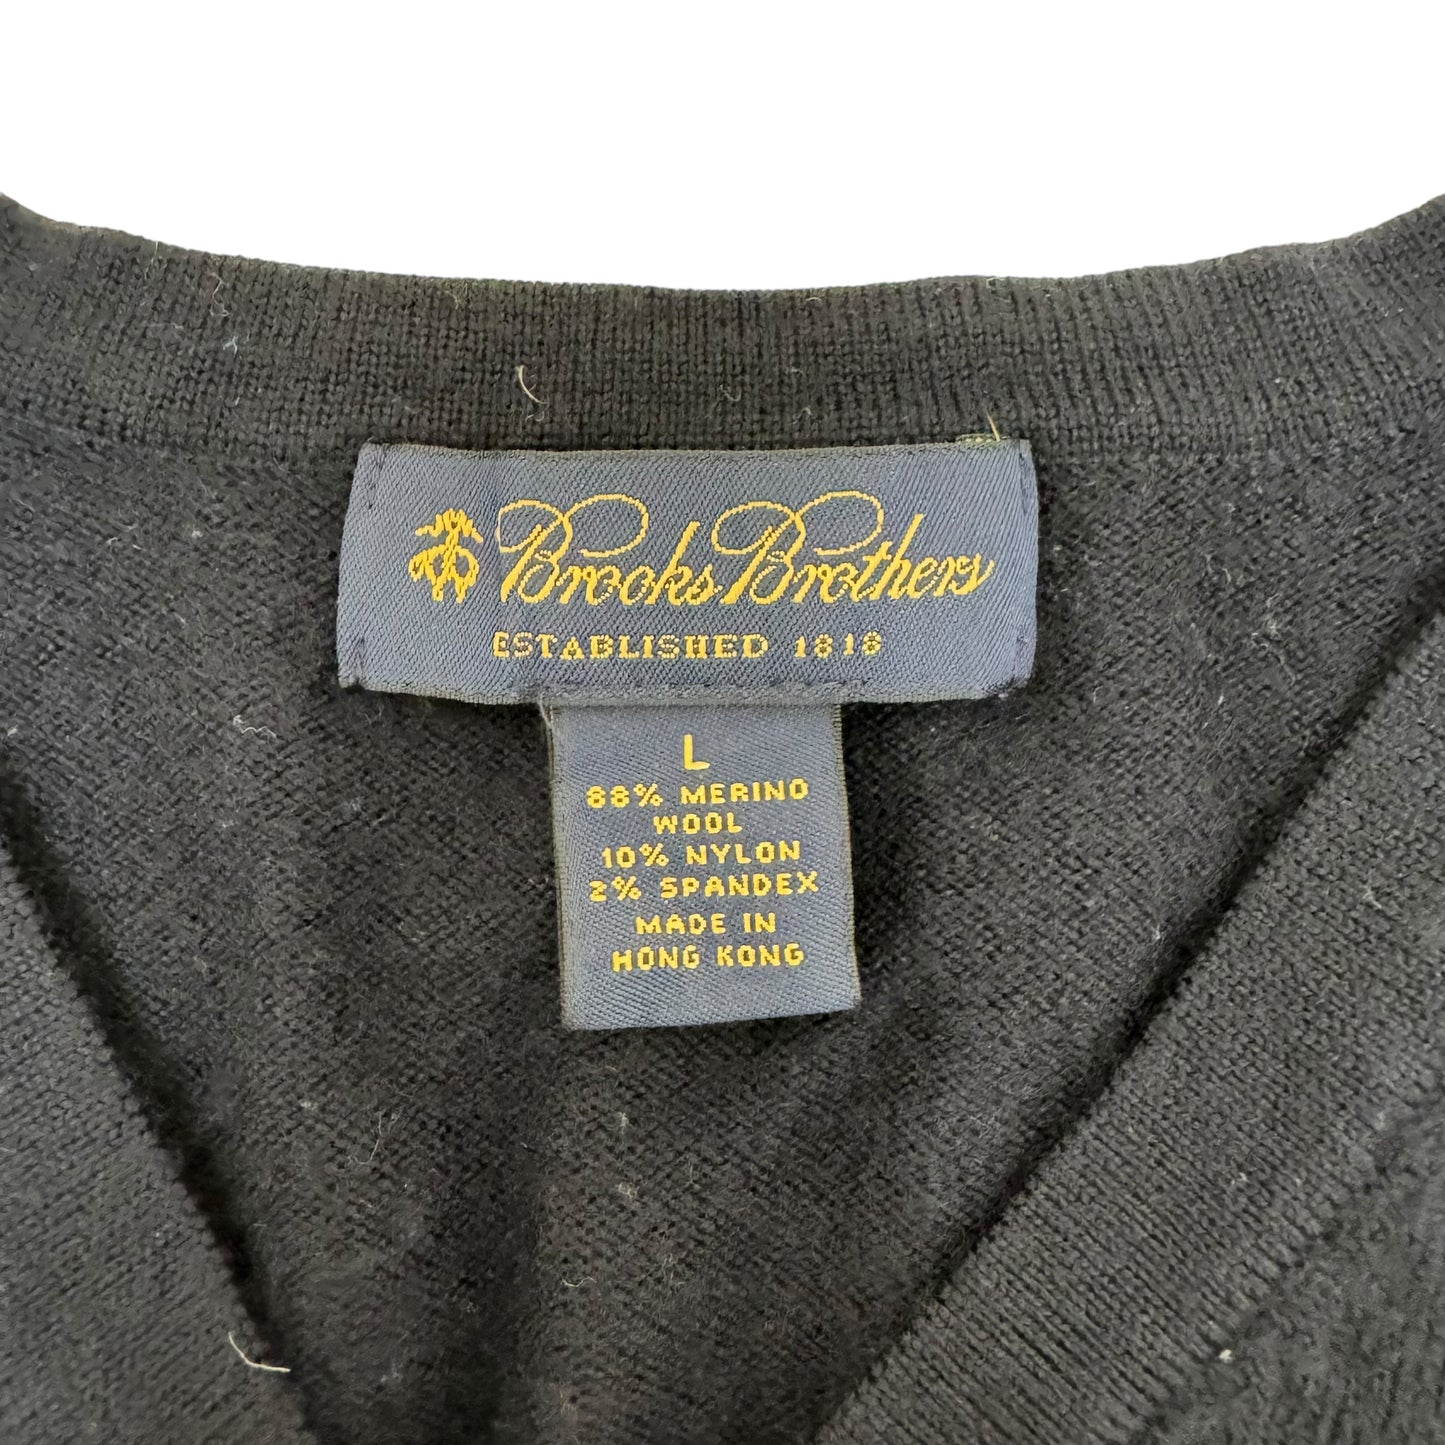 Brooks Brothers
ESTABLISHED 1818
L
88% MERINO
WOOL
10% NYLON
2% SPANDEX
MADE IN
HONG KONG